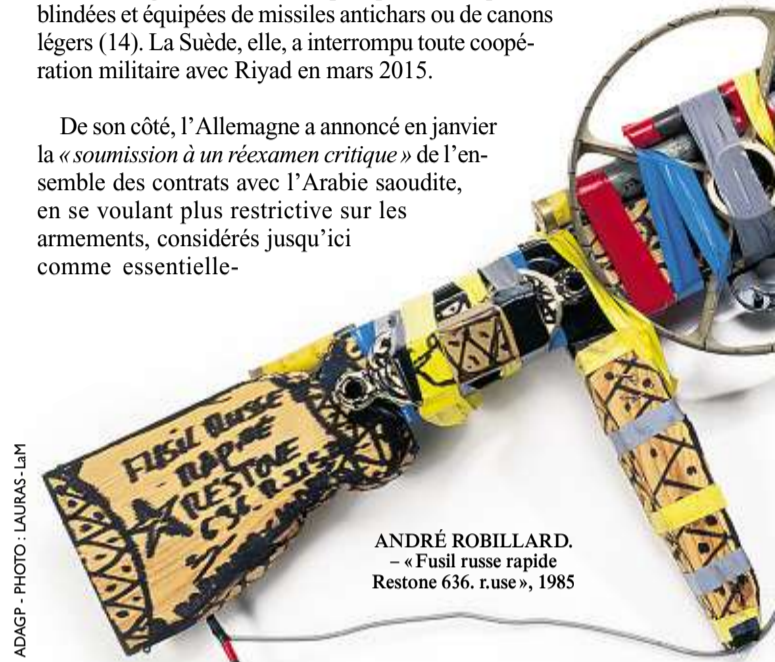 blindées et équipées de missiles antichars ou de canons
légers (14). La Suède, elle, a interrompu toute coopé-
ration militaire avec Riyad en mars 2015.
De son côté, l’Allemagne a annoncé en janvier
la « soumission à un réexamen critique » de l’en-
semble des contrats avec l’Arabie saoudite,
en se voulant plus restrictive sur les
armements, considérés jusqu’ici
comme essentielle-
FUSIL RUSSE
RAPIDE
RESTONE
ANDRÉ ROBILLARD.
– « Fusil russe rapide
Restone 636. r.use », 1985
ADAGP - PHOTO : LAURAS - LaM